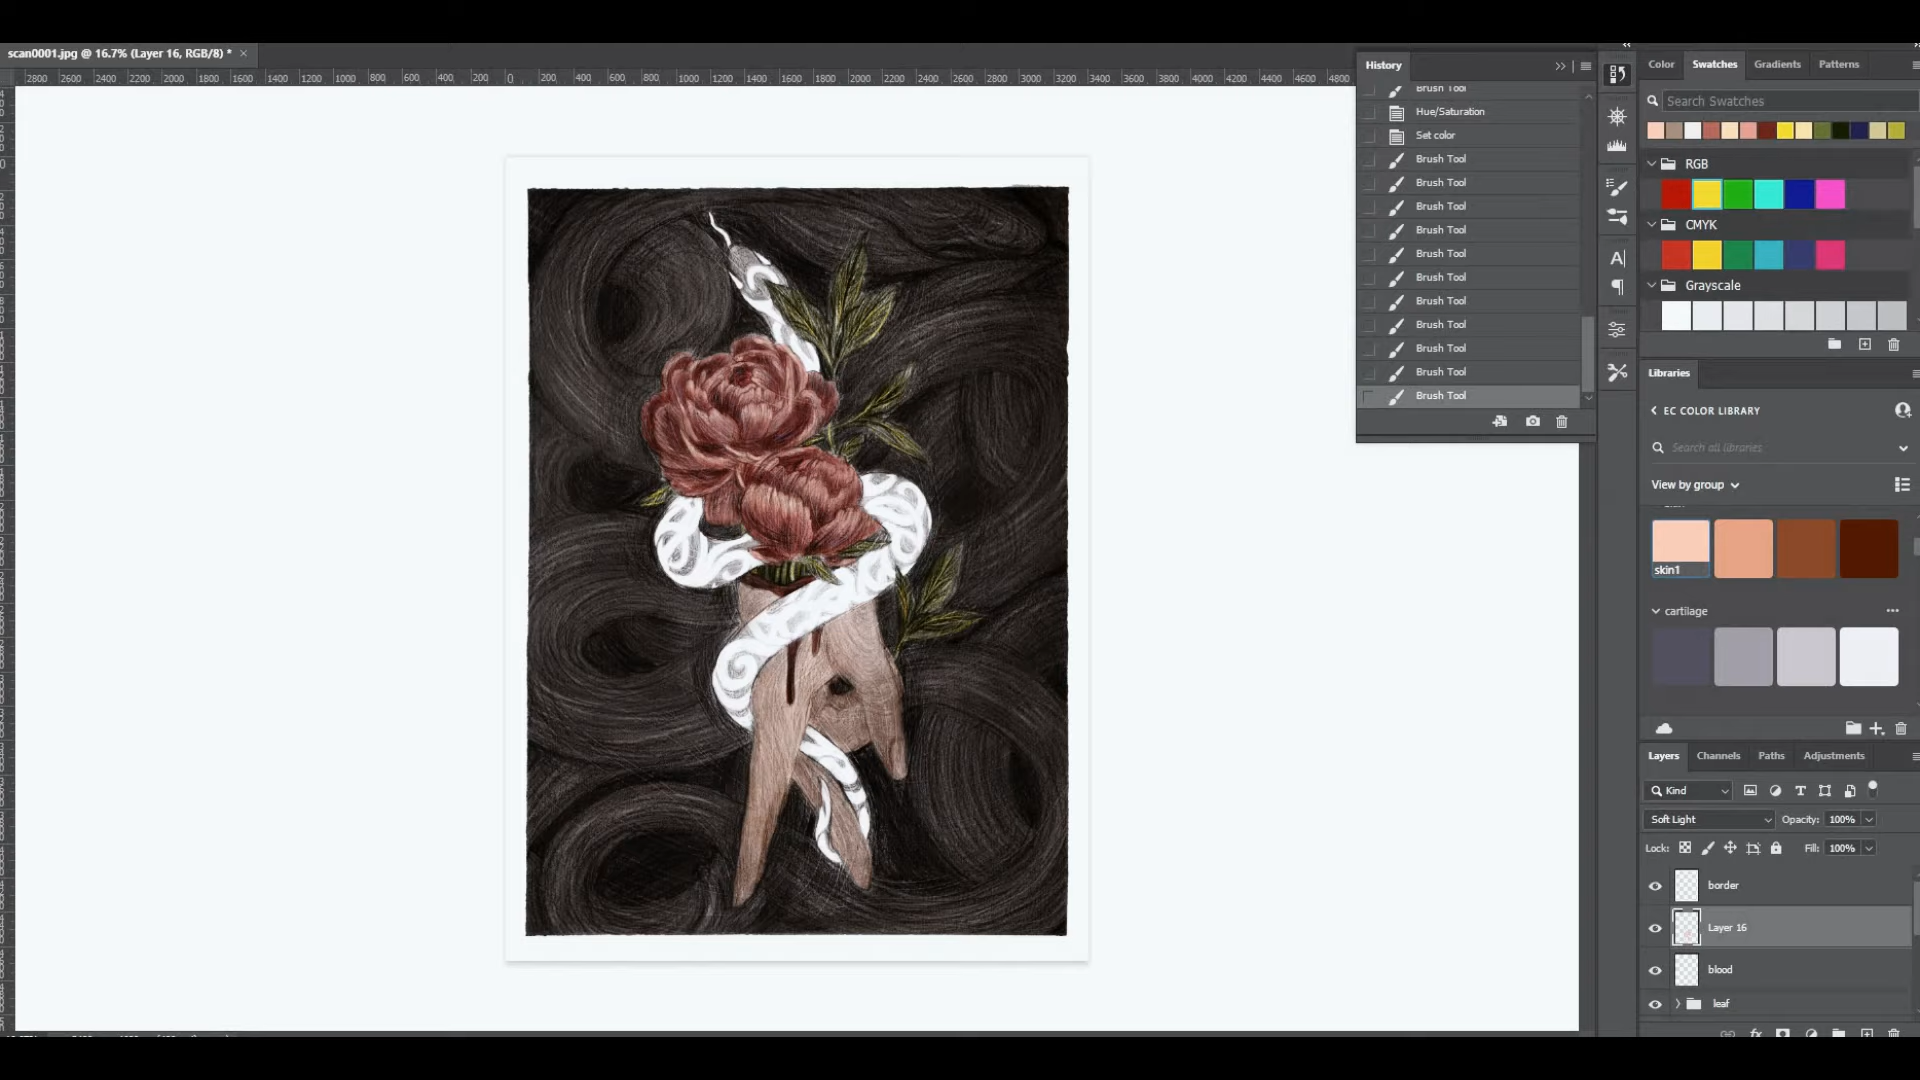 scan0001.jpg @ 16.7% (Layer 16, RGB/8) * ×
2800 2600 2400 2200 2000 1800 1600 1400 1200 1000 800 600 400 200 0 200 400 600 800 1000 1200 1400 1600 1800 2000 2200 2400 2600 2800 3000 3200 3400 3600 3800 4000 4200 4400 4600 4800
History
Brush Tool
Hue/Saturation
Set color
Brush Tool
Brush Tool
Brush Tool
Brush Tool
Brush Tool
Brush Tool
Brush Tool
Brush Tool
Brush Tool
Brush Tool
Brush Tool
Color Swatches Gradients Patterns
Search Swatches
RGB
CMYK
Grayscale
Libraries
EC COLOR LIBRARY
Search all libraries
View by group
skin1
cartilage
Layers Channels Paths Adjustments
Kind
Soft Light Opacity: 100%
Lock: Fill: 100%
border
Layer 16
blood
leaf